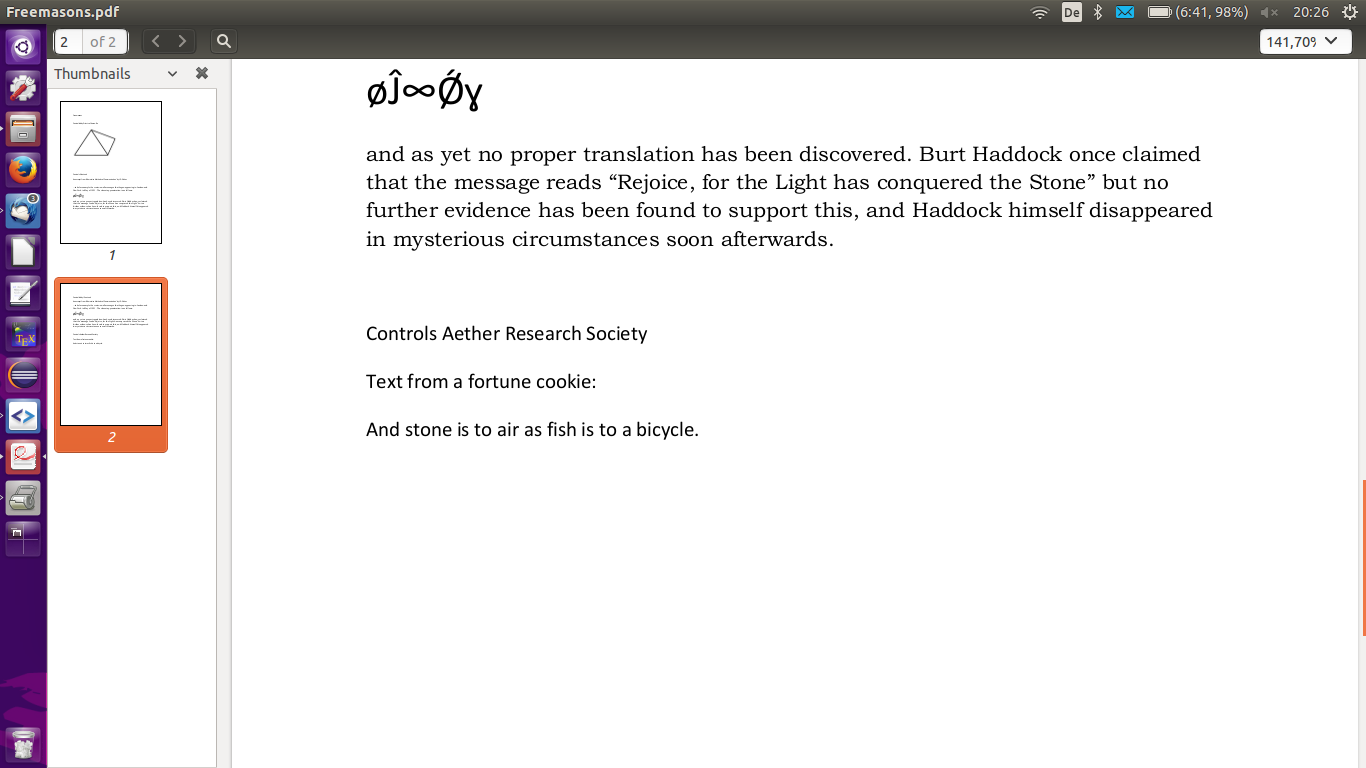 Freemasons.pdf
De
(6:41, 98%)
20:26
2 of 2
141,70%
Thumbnails
1
2
3
TEX
øĴ∞Ǿɣ
and as yet no proper translation has been discovered. Burt Haddock once claimed
that the message reads “Rejoice, for the Light has conquered the Stone” but no
further evidence has been found to support this, and Haddock himself disappeared
in mysterious circumstances soon afterwards.
Controls Aether Research Society
Text from a fortune cookie:
And stone is to air as fish is to a bicycle.